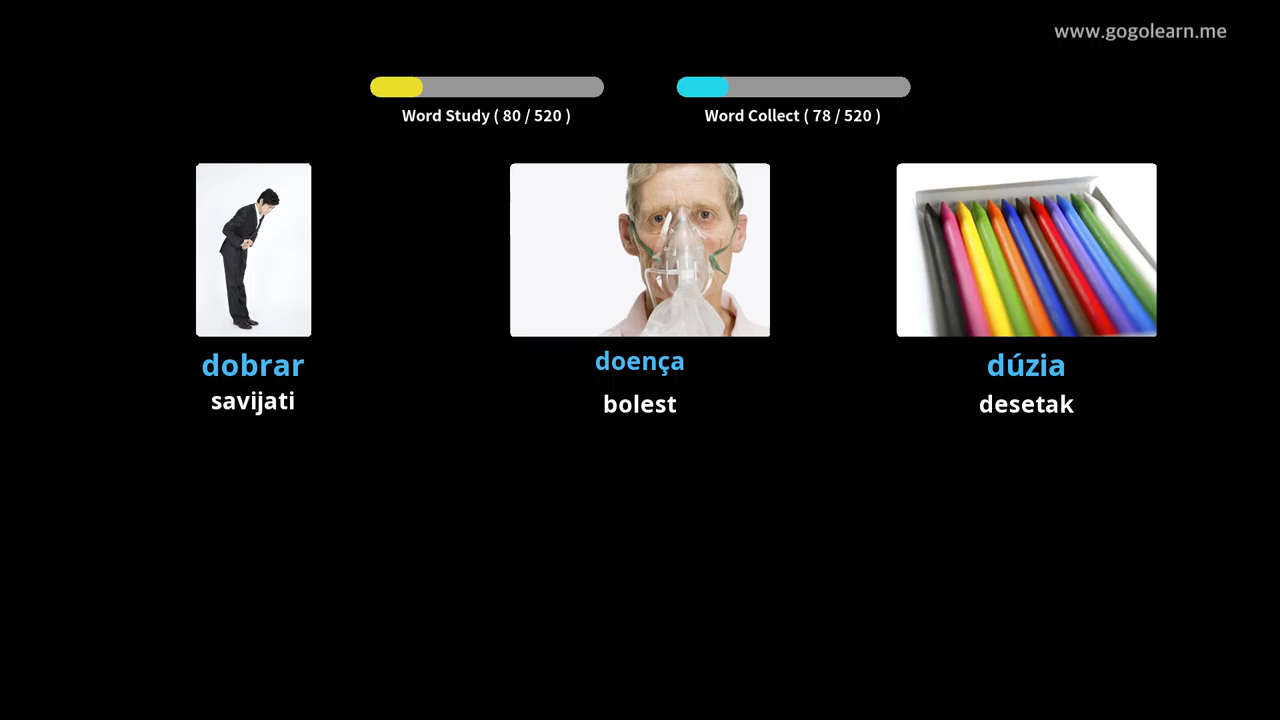 www.gogolearn.me
Word Study ( 80 / 520 )
Word Collect ( 78 / 520 )
dobrar
savijati
doença
bolest
dúzia
desetak